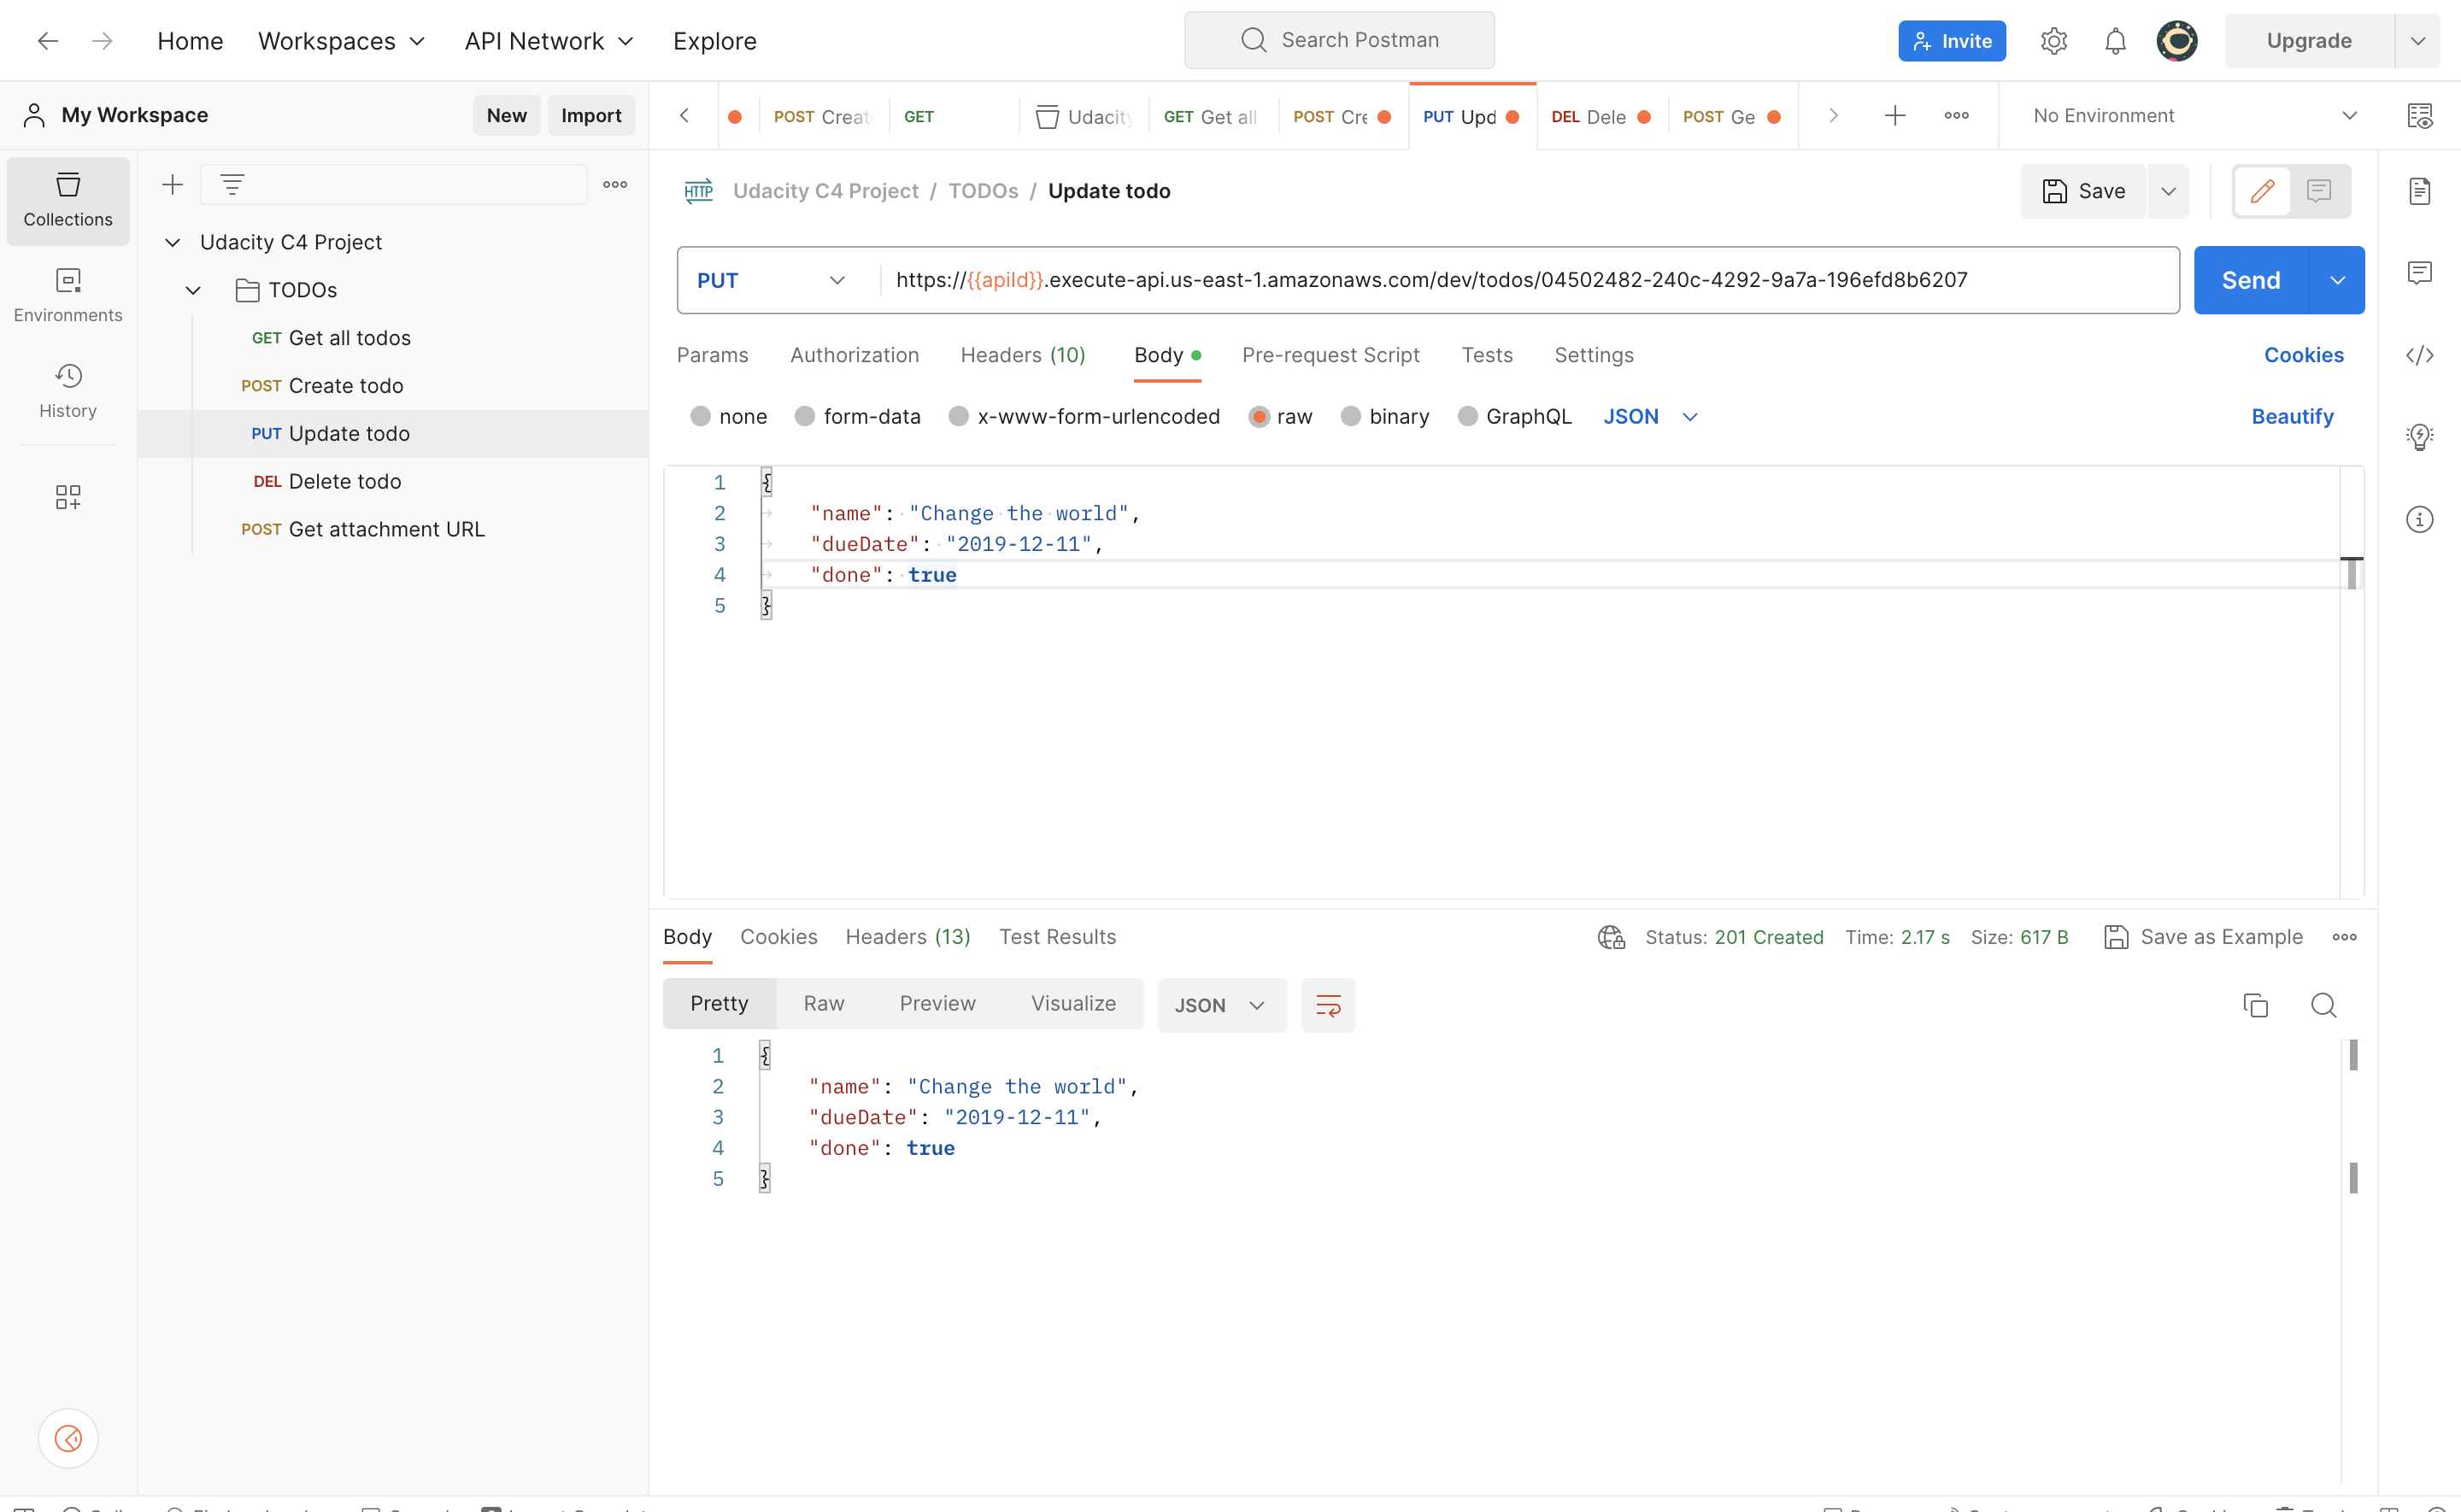 Home Workspaces API Network Explore Search Postman Invite Upgrade
My Workspace New Import
POST Creat GET Udacity GET Get all POST Cre PUT Upd DEL Dele POST Ge No Environment
Collections
Environments
History
Udacity C4 Project
TODOs
GET Get all todos
POST Create todo
PUT Update todo
DEL Delete todo
POST Get attachment URL
HTTP Udacity C4 Project / TODOs / Update todo Save
PUT https://{{apiId}}.execute-api.us-east-1.amazonaws.com/dev/todos/04502482-240c-4292-9a7a-196efd8b6207 Send
Params Authorization Headers (10) Body Pre-request Script Tests Settings Cookies
none form-data x-www-form-urlencoded raw binary GraphQL JSON Beautify
1 {
2 "name": "Change the world",
3 "dueDate": "2019-12-11",
4 "done": true
5 }
Body Cookies Headers (13) Test Results Status: 201 Created Time: 2.17 s Size: 617 B Save as Example
Pretty Raw Preview Visualize JSON
1 {
2 "name": "Change the world",
3 "dueDate": "2019-12-11",
4 "done": true
5 }